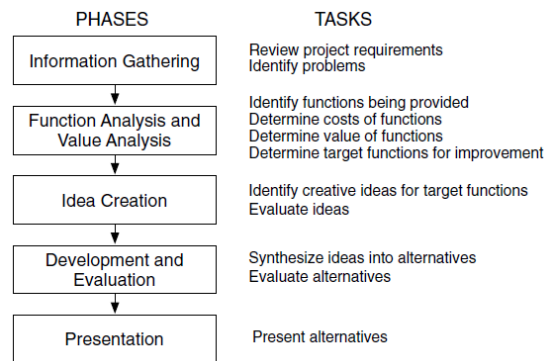 PHASES
TASKS
Information Gathering
Review project requirements
Identify problems
Function Analysis and
Value Analysis
Identify functions being provided
Determine costs of functions
Determine value of functions
Determine target functions for improvement
Idea Creation
Identify creative ideas for target functions
Evaluate ideas
Development and
Evaluation
Synthesize ideas into alternatives
Evaluate alternatives
Presentation
Present alternatives